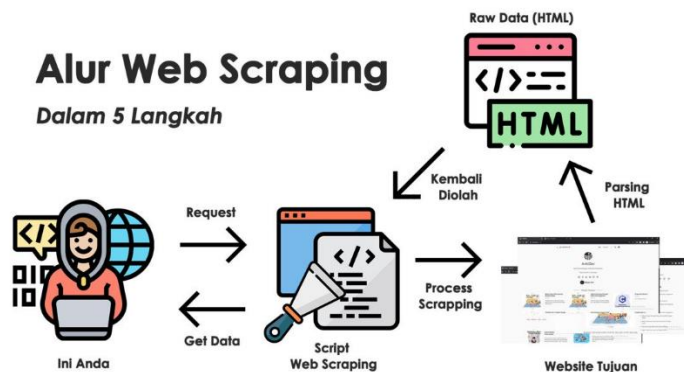 Raw Data (HTML)
Alur Web Scraping
Dalam 5 Langkah
</>
HTML
Kembali
Diolah
Parsing
HTML
Request
</>
</>
Process
Scrapping
Get Data
Ini Anda
Script
Web Scraping
Website Tujuan